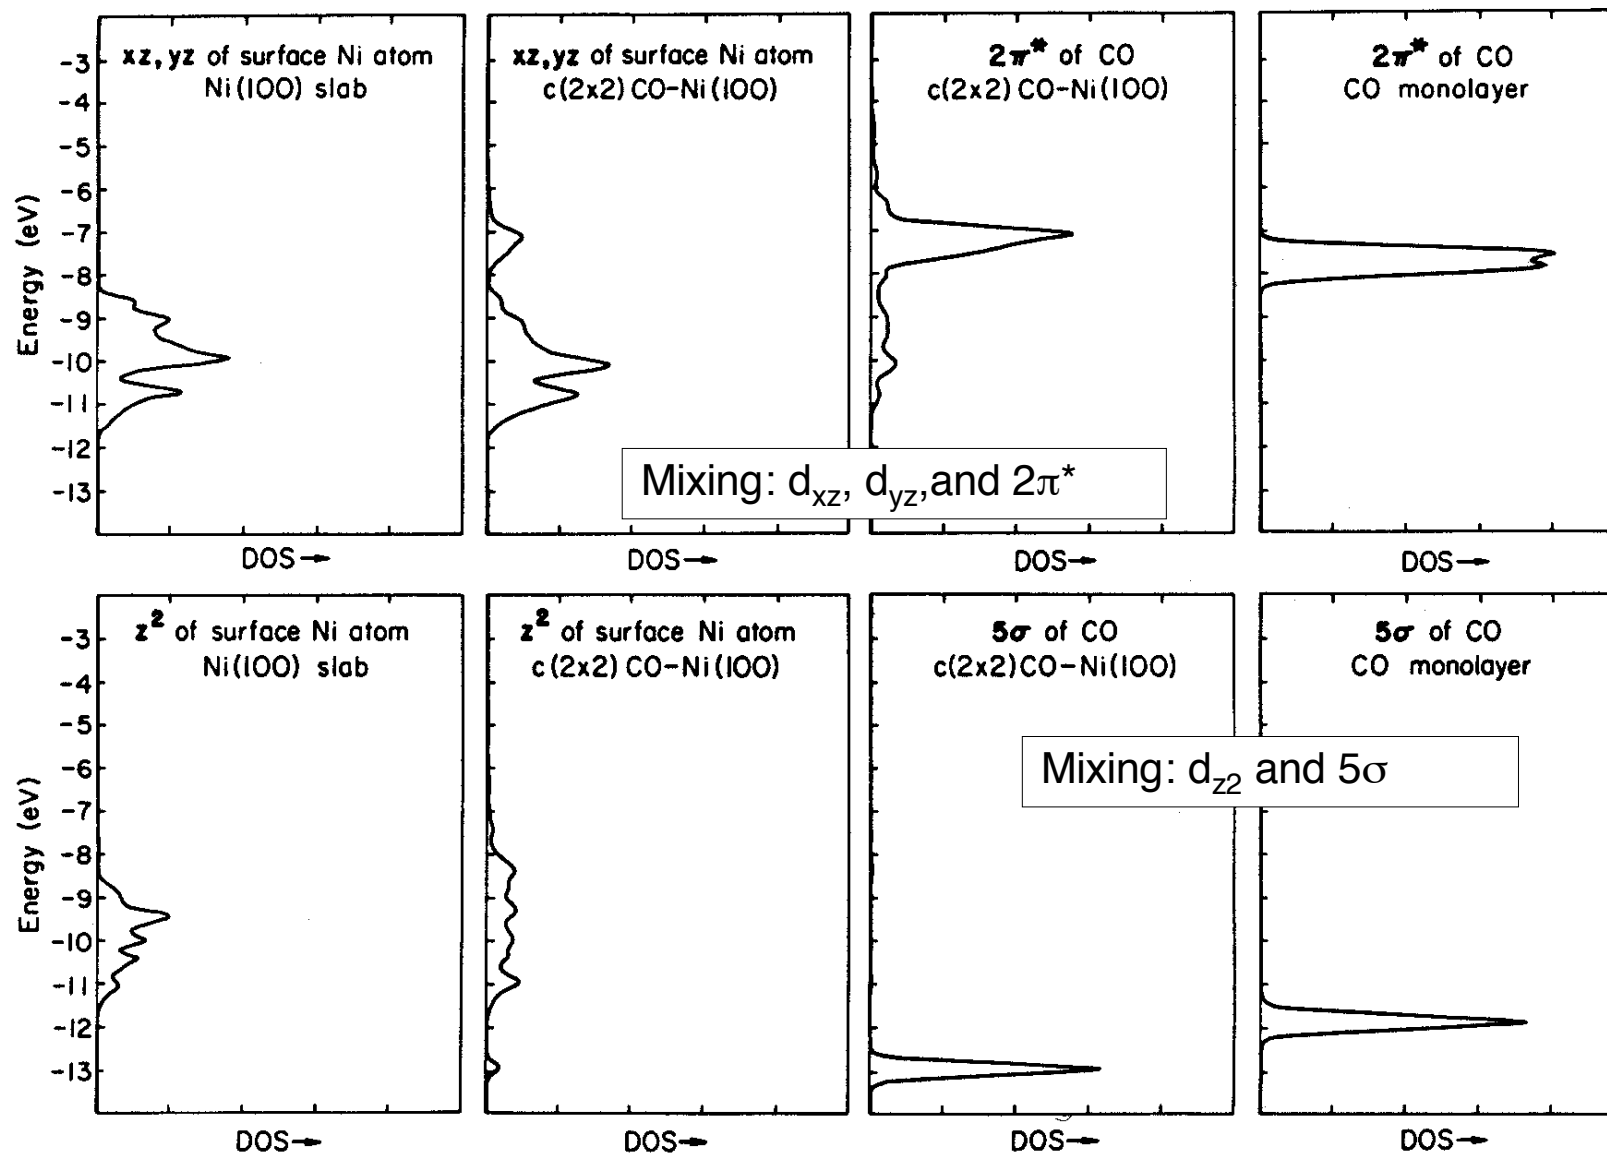 xz, yz of surface Ni atom
Ni(100) slab
xz, yz of surface Ni atom
c(2x2) CO-Ni(100)
2π* of CO
c(2x2) CO-Ni(100)
2π* of CO
CO monolayer
Energy (eV)
-3
-4
-5
-6
-7
-8
-9
-10
-11
-12
-13
Mixing: dxz, dyz,and 2π*
DOS→
DOS→
DOS→
DOS→
z² of surface Ni atom
Ni(100) slab
z² of surface Ni atom
c(2x2) CO-Ni(100)
5σ of CO
c(2x2) CO-Ni(100)
5σ of CO
CO monolayer
Energy (eV)
-3
-4
-5
-6
-7
-8
-9
-10
-11
-12
-13
Mixing: dz2 and 5σ
DOS→
DOS→
DOS→
DOS→